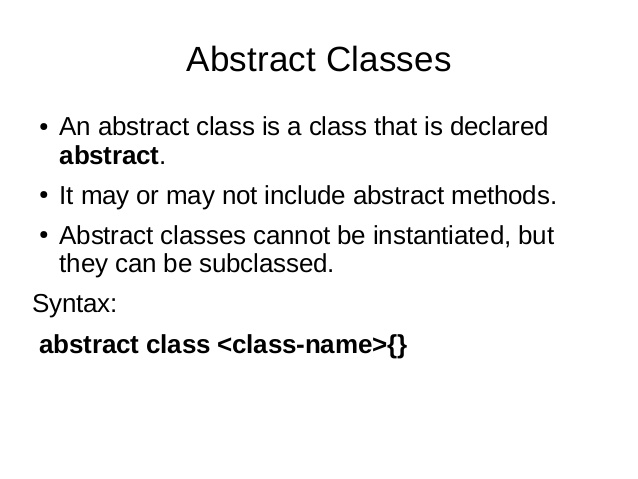 Abstract Classes
• An abstract class is a class that is declared
abstract.
• It may or may not include abstract methods.
• Abstract classes cannot be instantiated, but
they can be subclassed.
Syntax:
abstract class <class-name>{}